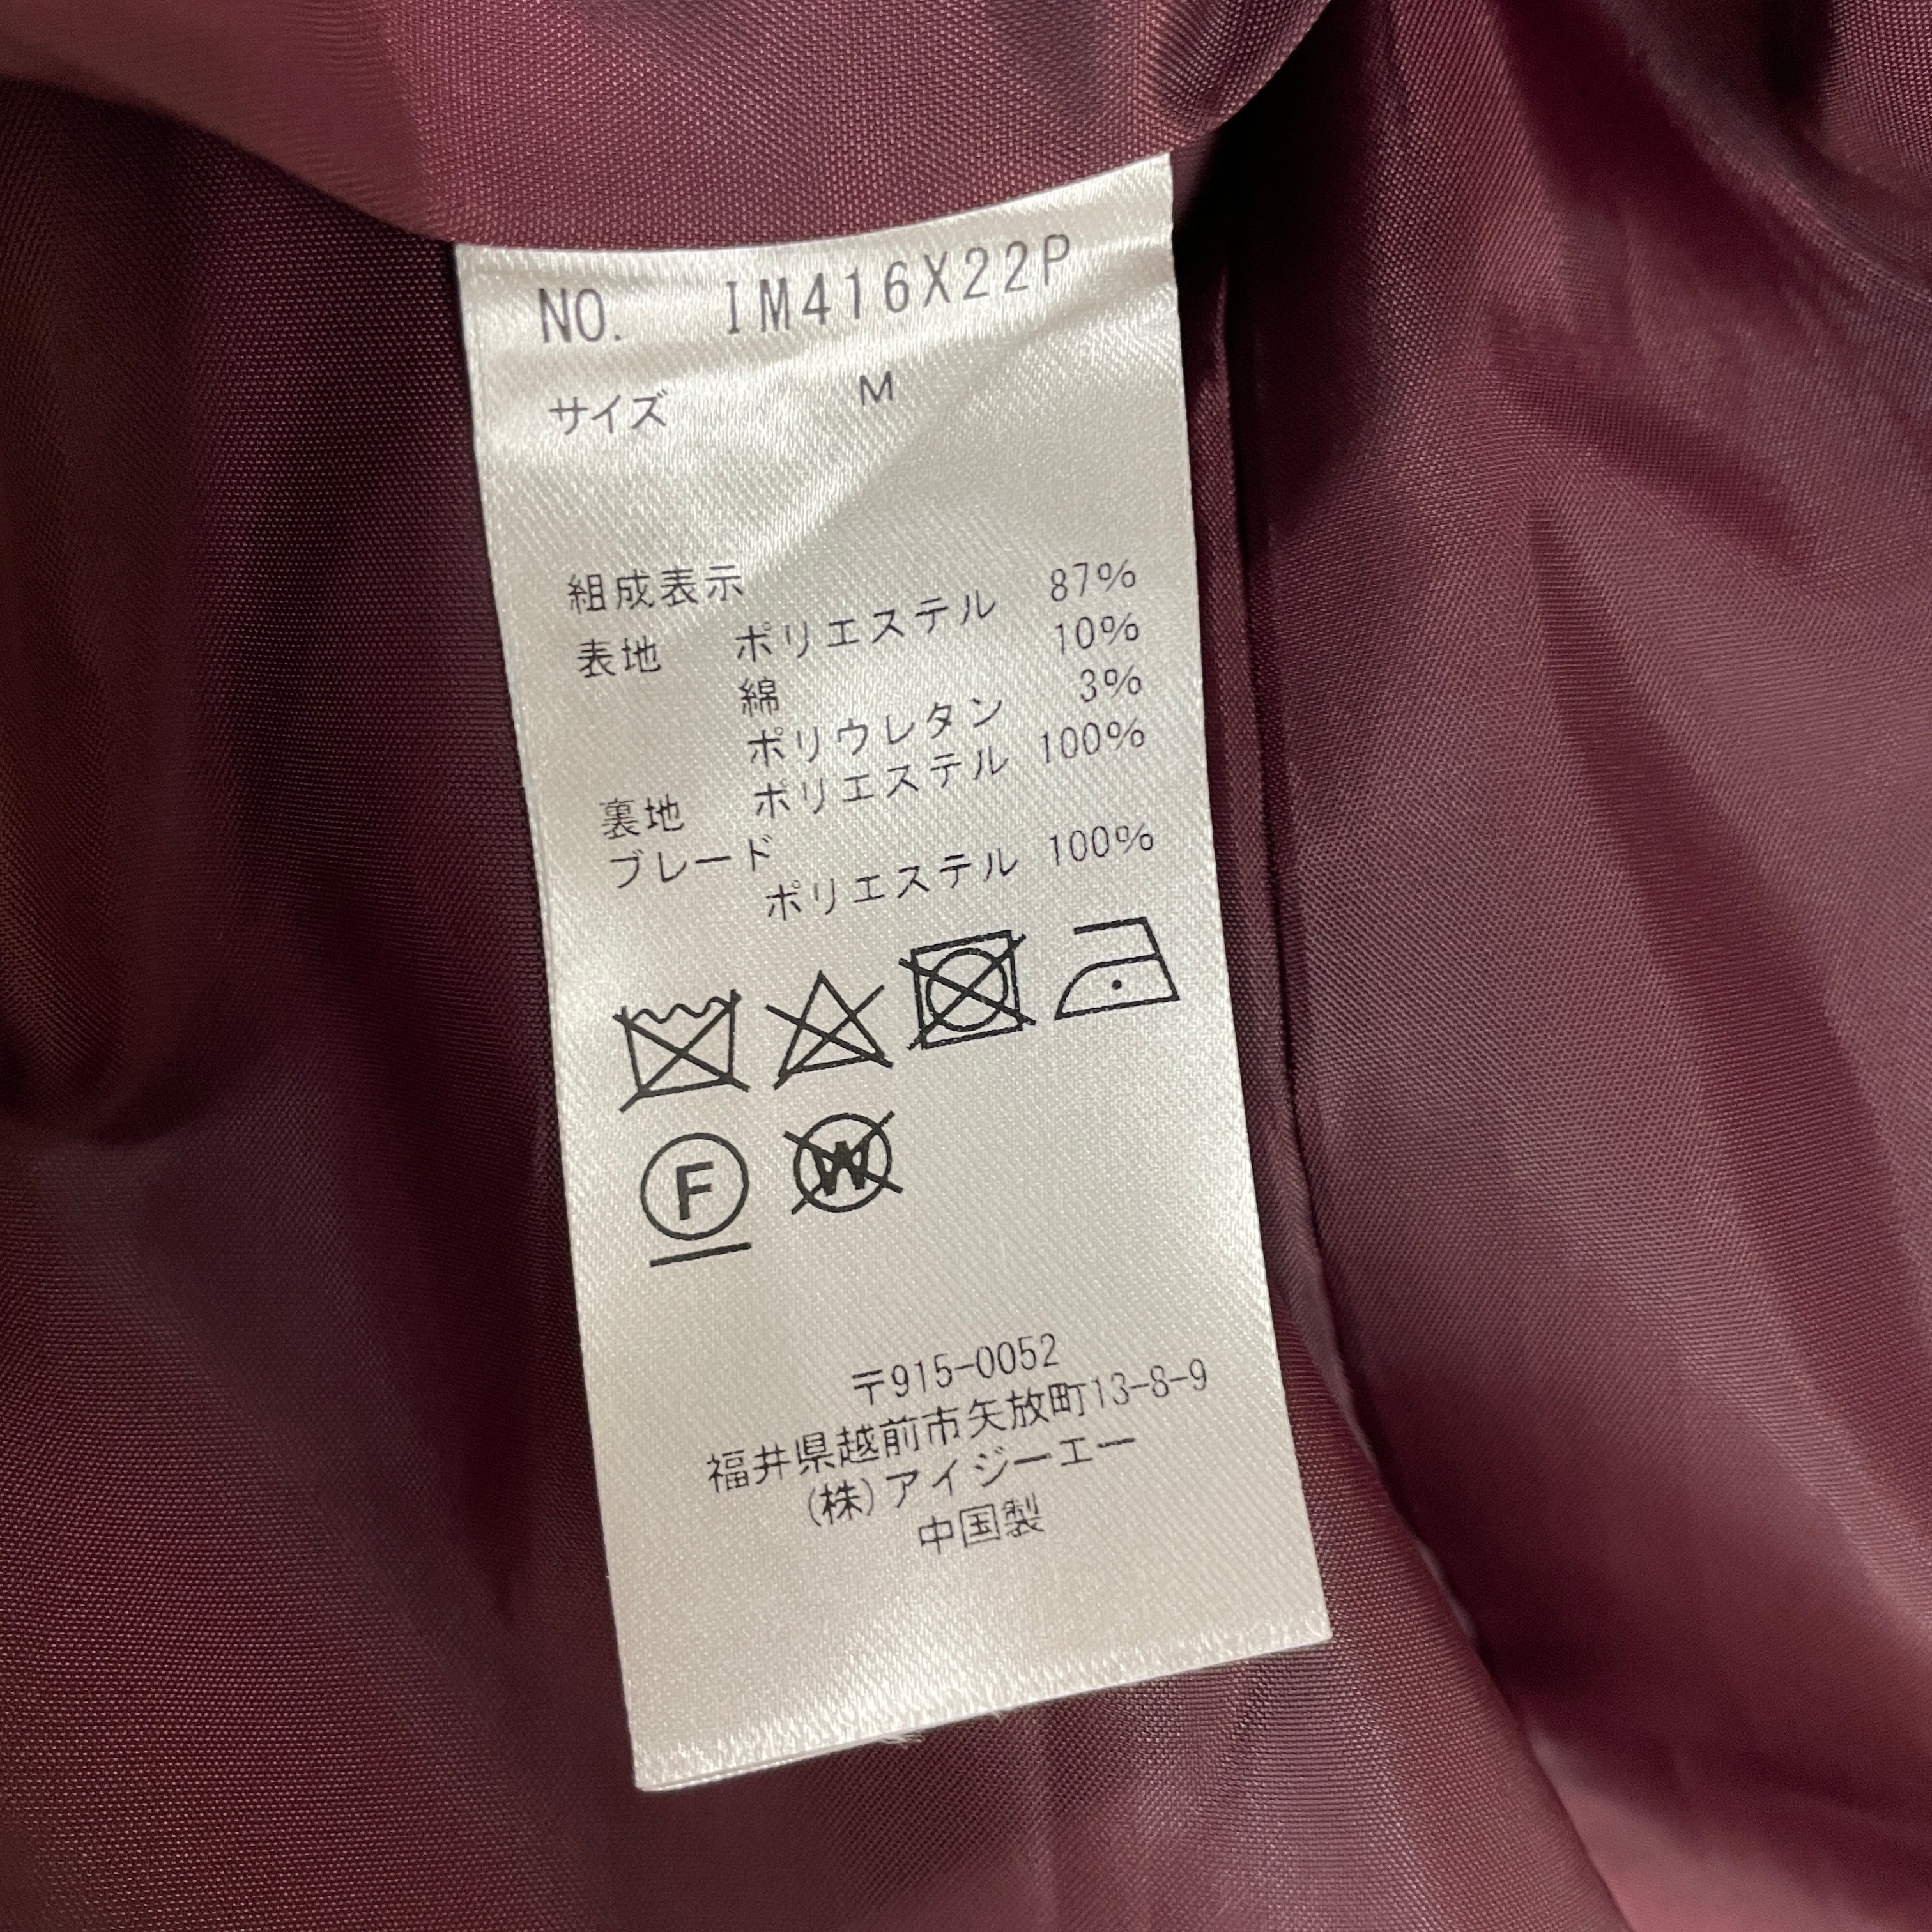 NO. IM416X22P
サイズ M
組成表示
表地 ポリエステル 87%
綿 10%
ポリウレタン 3%
裏地 ポリエステル 100%
ブレード
ポリエステル 100%
F W
〒915-0052
福井県越前市矢放町13-8-9
(株)アイジーエー
中国製